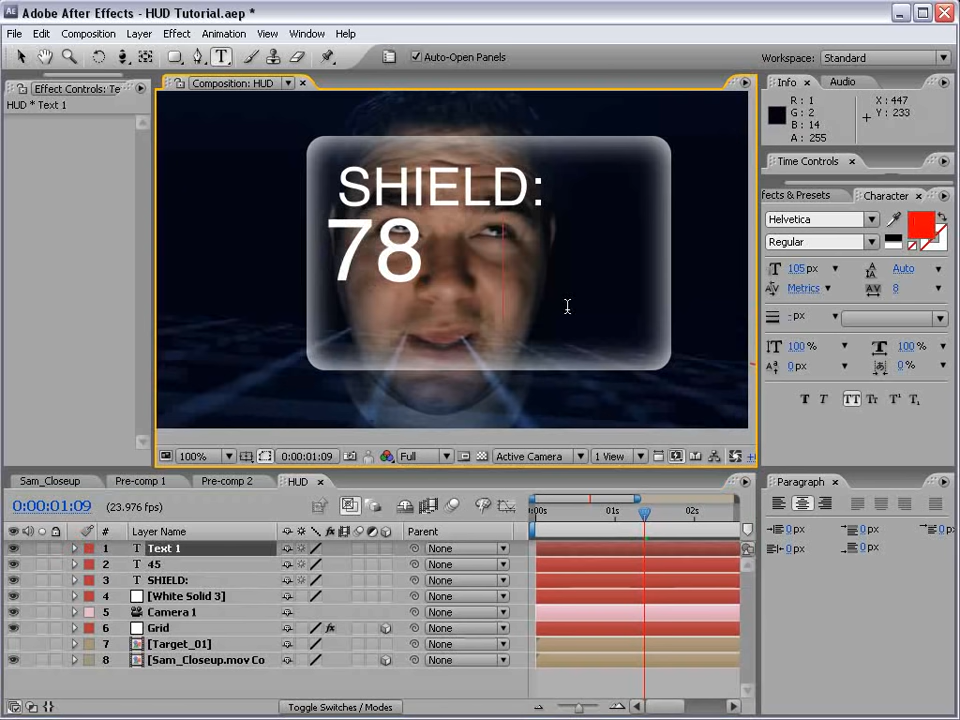 Adobe After Effects - HUD Tutorial.aep *
File Edit Composition Layer Effect Animation View Window Help
T Auto-Open Panels Workspace: Standard
Effect Controls: Te
HUD * Text 1
Composition: HUD
SHIELD:
78
100% 0:00:01:09 Full Active Camera 1 View
Info Audio
R: 1 X: 447
G: 2 Y: 233
B: 14
A: 255
Time Controls
fects & Presets Character
Helvetica
Regular
105 px Auto
Metrics 8
- px
100% 100%
0 px 0 %
T T TT Tr T¹ T₁
Sam_Closeup Pre-comp 1 Pre-comp 2 HUD
0:00:01:09 (23.976 fps)
:00s 01s 02s
# Layer Name Parent
1 T Text 1 None
2 T 45 None
3 T SHIELD: None
4 [White Solid 3] None
5 Camera 1 None
6 Grid fx None
7 [Target_01] None
8 [Sam_Closeup.mov Co None
Toggle Switches / Modes
Paragraph
0 px 0 px 0 px
0 px 0 px